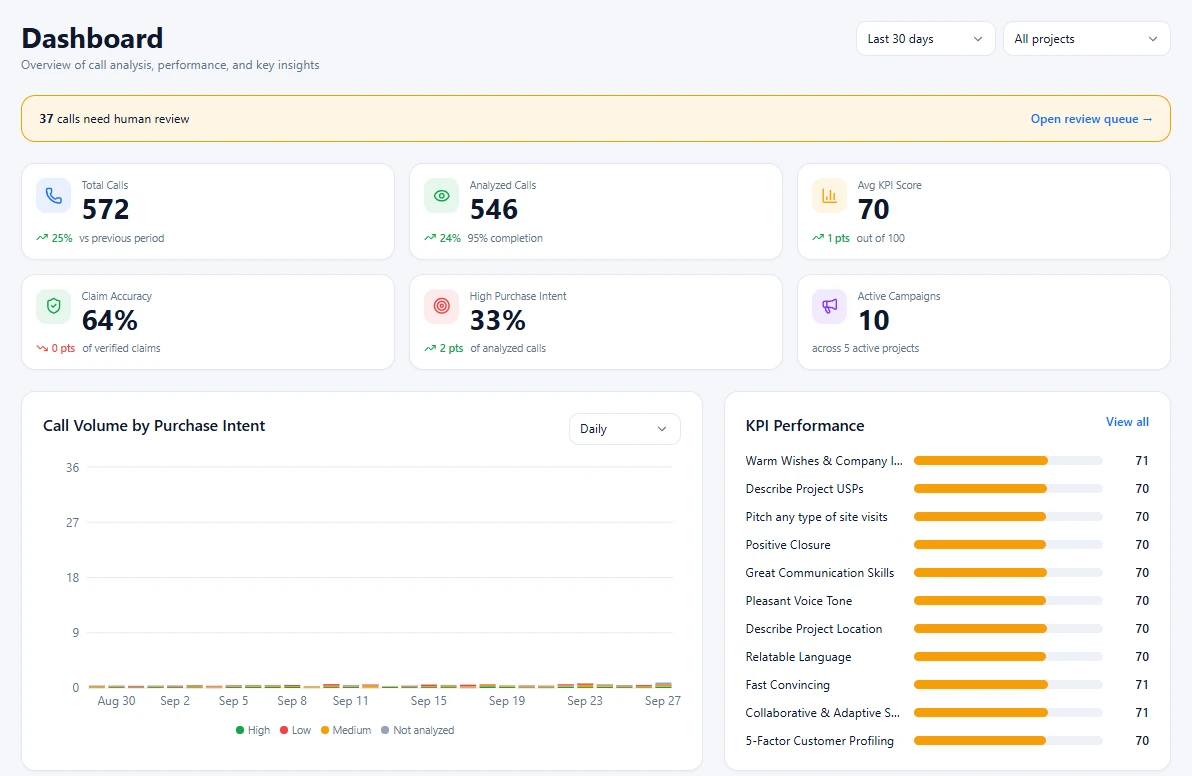 Dashboard
Overview of call analysis, performance, and key insights
Last 30 days
All projects
37 calls need human review
Open review queue →
Total Calls
572
25% vs previous period
Analyzed Calls
546
24% 95% completion
Avg KPI Score
70
1 pts out of 100
Claim Accuracy
64%
0 pts of verified claims
High Purchase Intent
33%
2 pts of analyzed calls
Active Campaigns
10
across 5 active projects
Call Volume by Purchase Intent
Daily
36
27
18
9
0
Aug 30 Sep 2 Sep 5 Sep 8 Sep 11 Sep 15 Sep 19 Sep 23 Sep 27
High Low Medium Not analyzed
KPI Performance
View all
Warm Wishes & Company I... 71
Describe Project USPs 70
Pitch any type of site visits 70
Positive Closure 70
Great Communication Skills 70
Pleasant Voice Tone 70
Describe Project Location 70
Relatable Language 70
Fast Convincing 71
Collaborative & Adaptive S... 71
5-Factor Customer Profiling 70